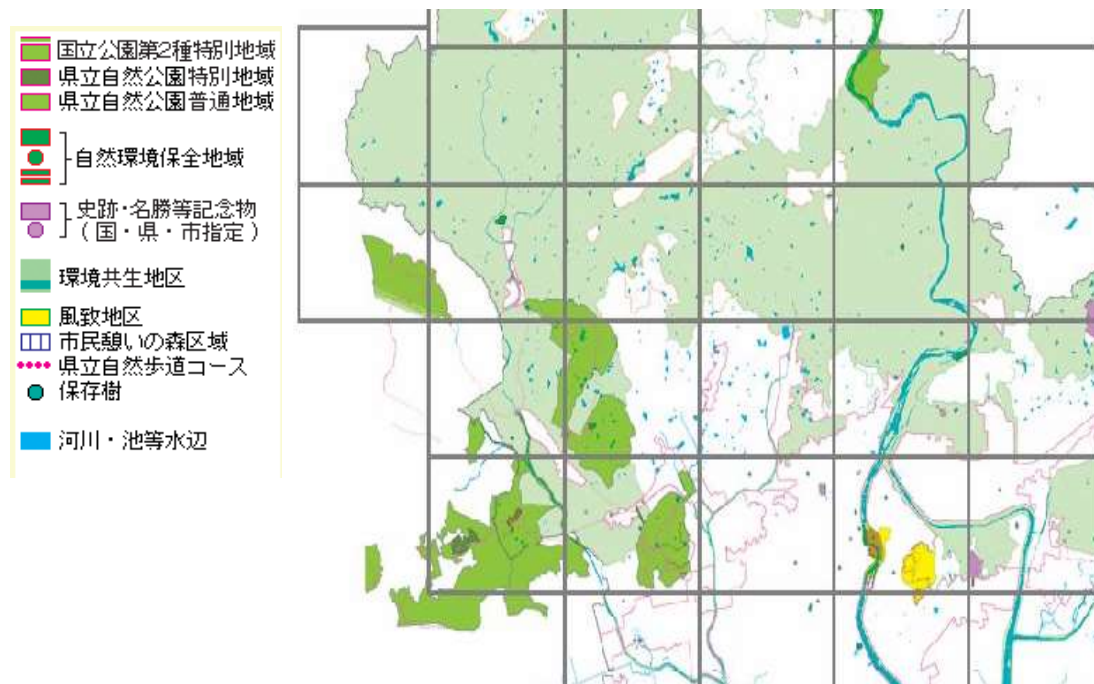 国立公園第2種特別地域
県立自然公園特別地域
県立自然公園普通地域
自然環境保全地域
史跡・名勝等記念物
(国・県・市指定)
環境共生地区
風致地区
市民憩いの森区域
県立自然歩道コース
保存樹
河川・池等水辺